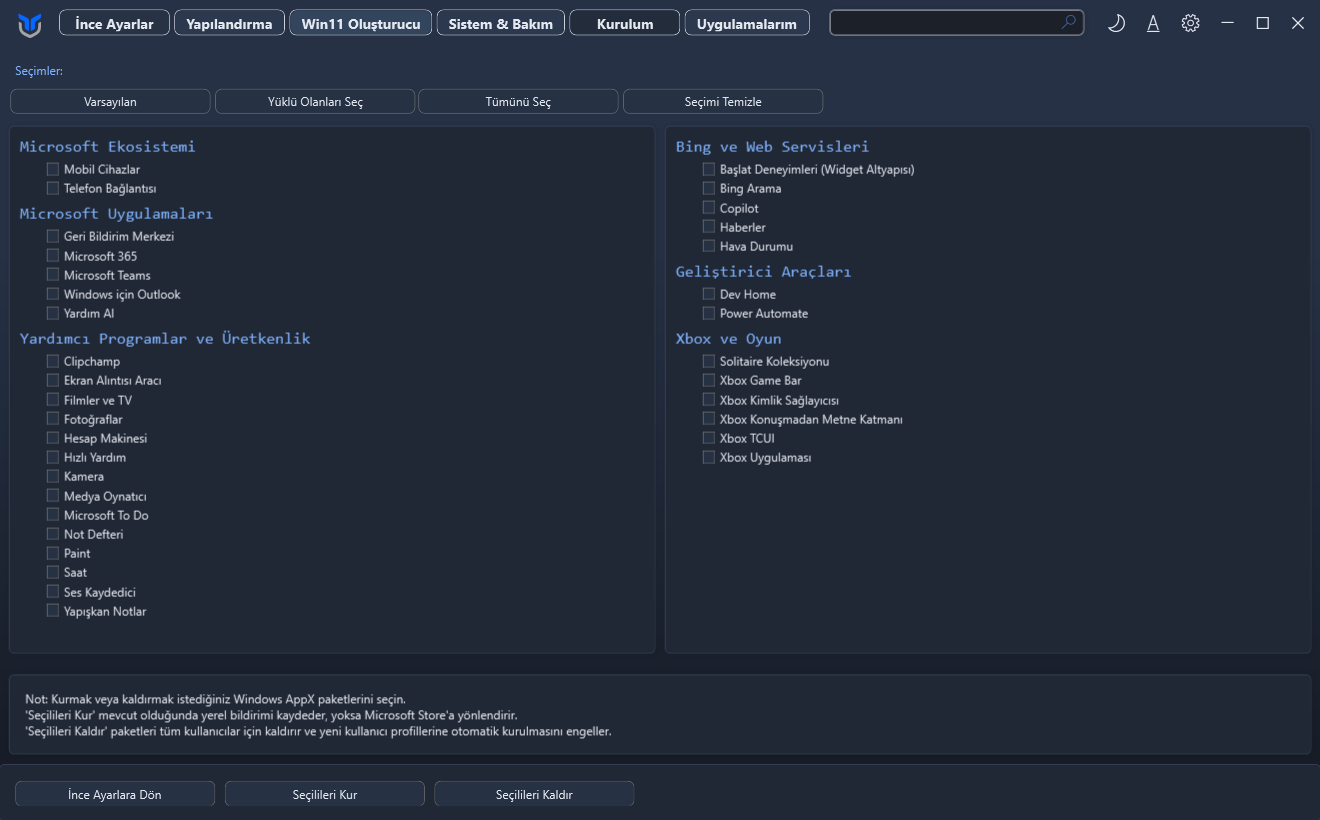 İnce Ayarlar
Yapılandırma
Win11 Oluşturucu
Sistem & Bakım
Kurulum
Uygulamalarım
Seçimler:
Varsayılan
Yüklü Olanları Seç
Tümünü Seç
Seçimi Temizle
Microsoft Ekosistemi
Mobil Cihazlar
Telefon Bağlantısı
Microsoft Uygulamaları
Geri Bildirim Merkezi
Microsoft 365
Microsoft Teams
Windows için Outlook
Yardım AI
Yardımcı Programlar ve Üretkenlik
Clipchamp
Ekran Alıntısı Aracı
Filmler ve TV
Fotoğraflar
Hesap Makinesi
Hızlı Yardım
Kamera
Medya Oynatıcı
Microsoft To Do
Not Defteri
Paint
Saat
Ses Kaydedici
Yapışkan Notlar
Bing ve Web Servisleri
Başlat Deneyimleri (Widget Altyapısı)
Bing Arama
Copilot
Haberler
Hava Durumu
Geliştirici Araçları
Dev Home
Power Automate
Xbox ve Oyun
Solitaire Koleksiyonu
Xbox Game Bar
Xbox Kimlik Sağlayıcısı
Xbox Konuşmadan Metne Katmanı
Xbox TCUI
Xbox Uygulaması
Not: Kurmak veya kaldırmak istediğiniz Windows AppX paketlerini seçin.
'Seçilileri Kur' mevcut olduğunda yerel bildirimi kaydeder, yoksa Microsoft Store'a yönlendirir.
'Seçilileri Kaldır' paketleri tüm kullanıcılar için kaldırır ve yeni kullanıcı profillerine otomatik kurulmasını engeller.
İnce Ayarlara Dön
Seçilileri Kur
Seçilileri Kaldır